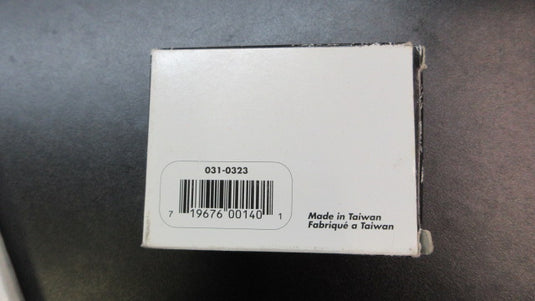 031-0323
7 19676 00140 1
Made in Taiwan
Fabriqué a Taiwan